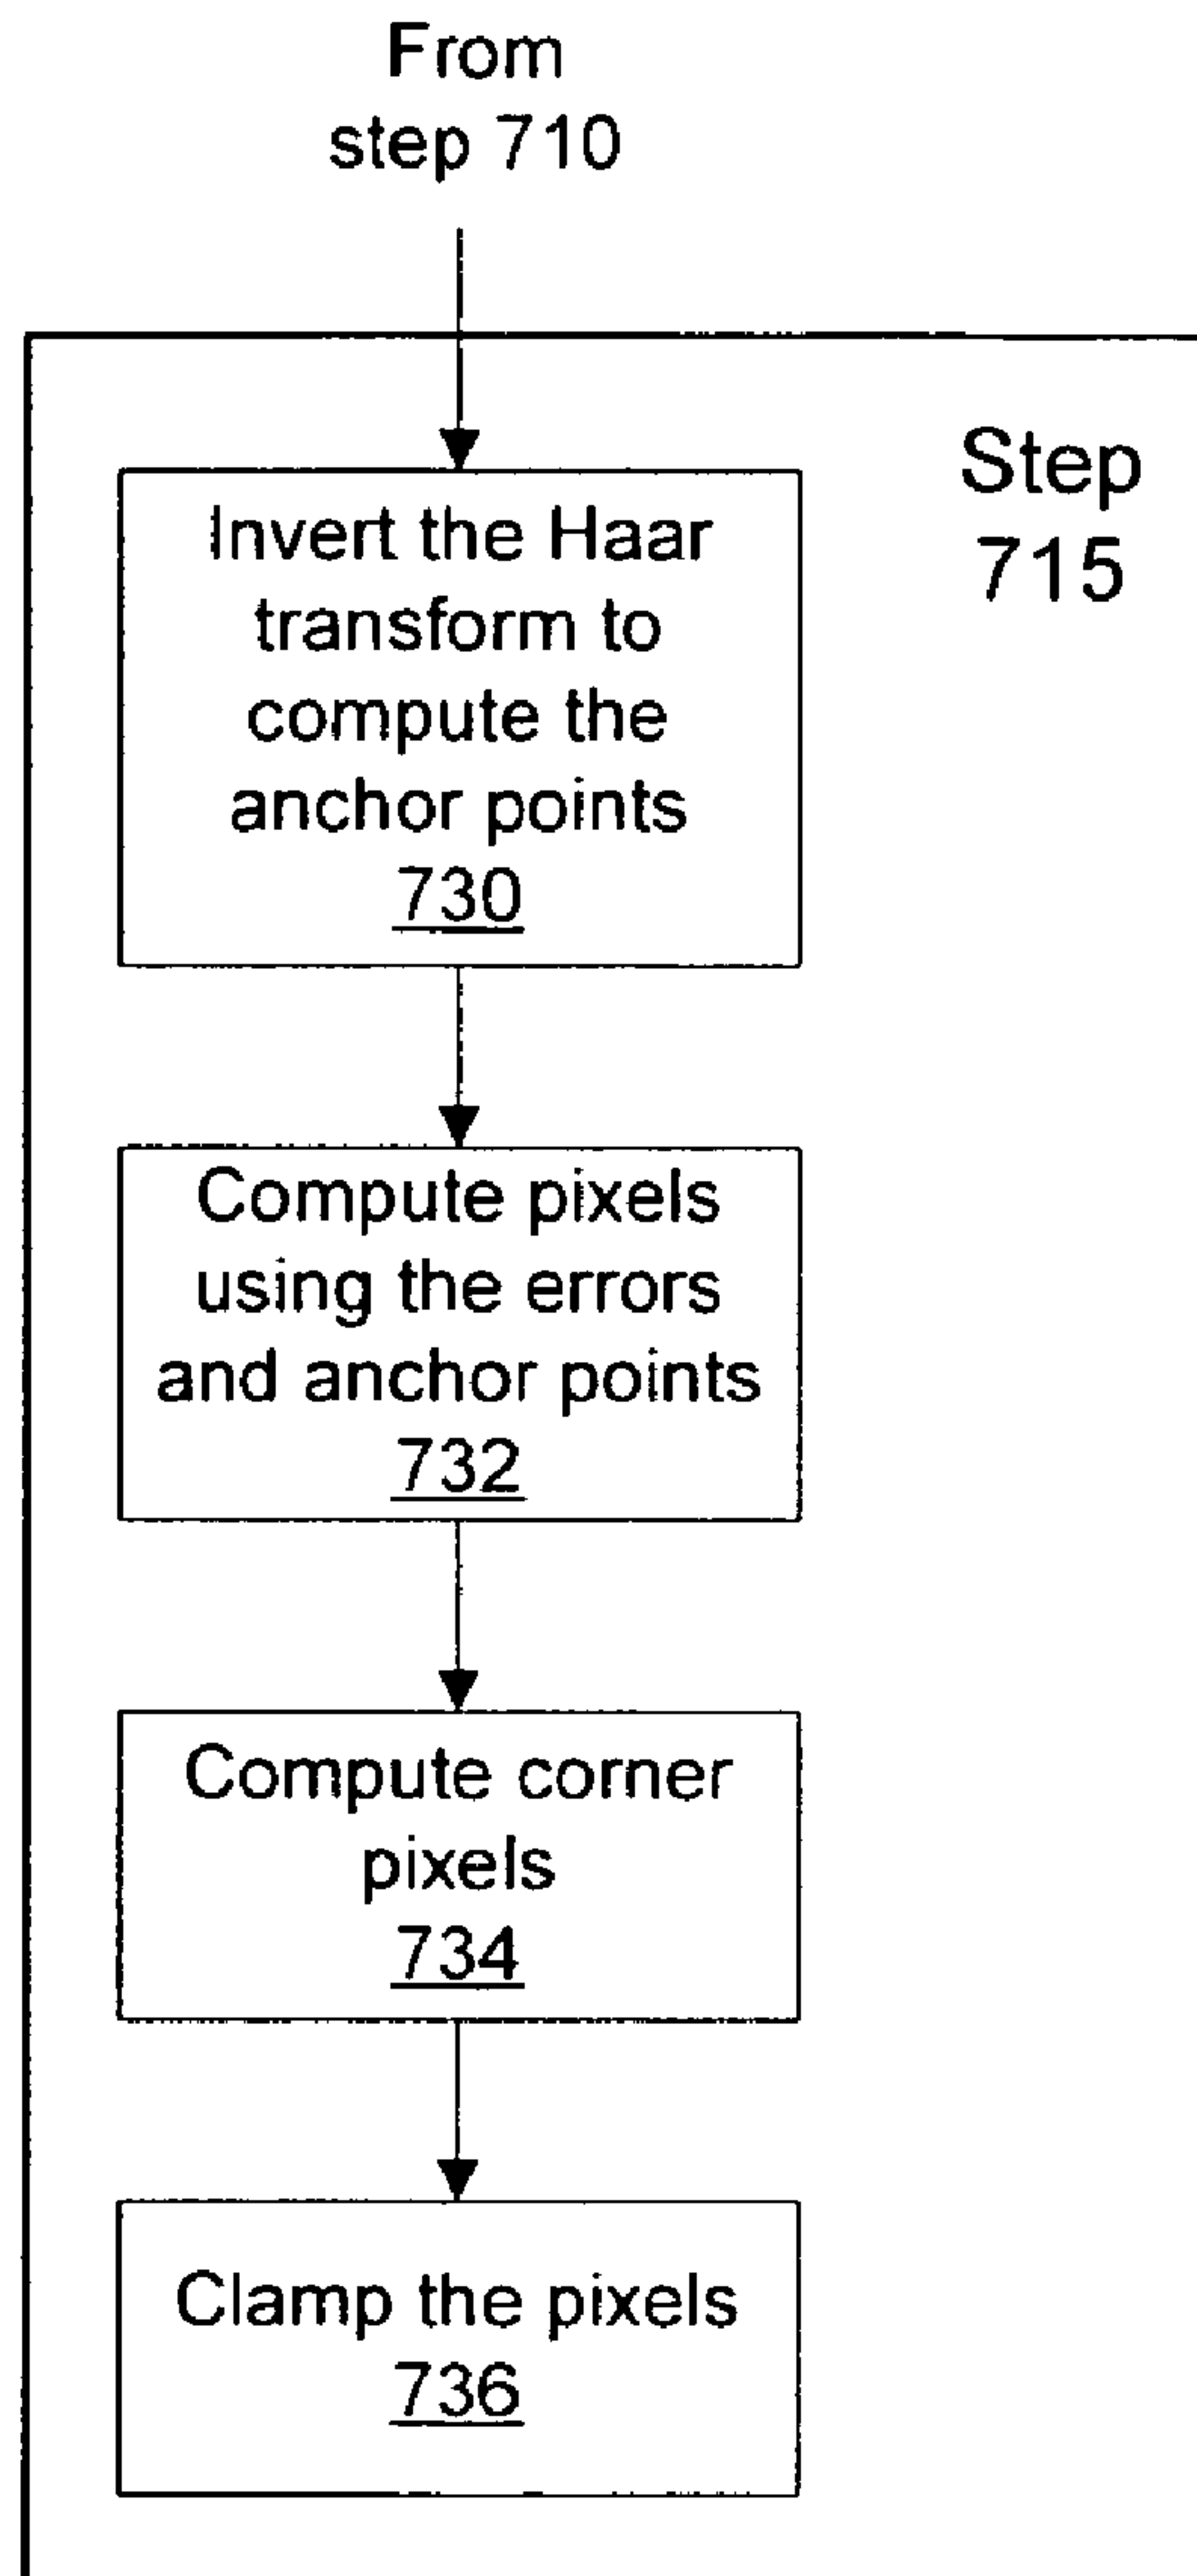 From
step 710
Step
715
Invert the Haar
transform to
compute the
anchor points
730
Compute pixels
using the errors
and anchor points
732
Compute corner
pixels
734
Clamp the pixels
736